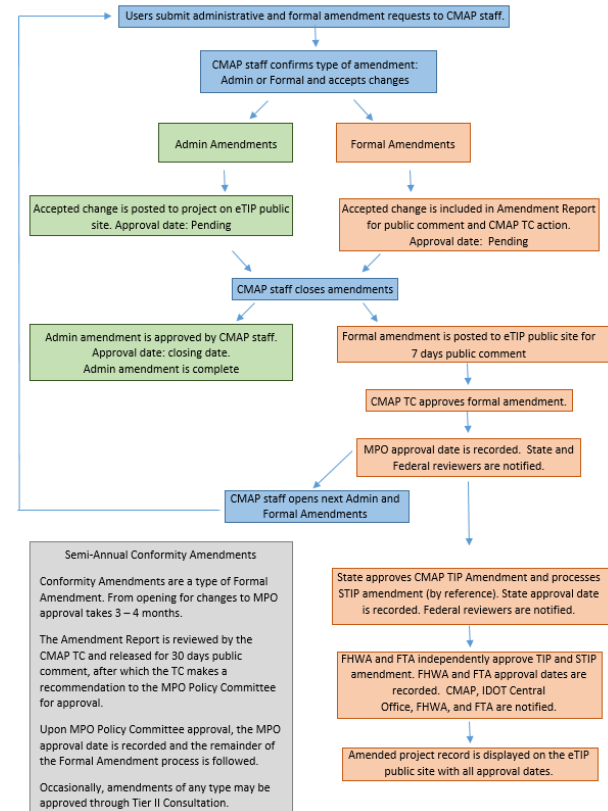 Users submit administrative and formal amendment requests to CMAP staff.
CMAP staff confirms type of amendment:
Admin or Formal and accepts changes
Admin Amendments
Formal Amendments
Accepted change is posted to project on eTIP public
site. Approval date: Pending
Accepted change is included in Amendment Report
for public comment and CMAP TC action.
Approval date:  Pending
CMAP staff closes amendments
Admin amendment is approved by CMAP staff.
Approval date: closing date.
Admin amendment is complete
Formal amendment is posted to eTIP public site for
7 days public comment
CMAP TC approves formal amendment.
MPO approval date is recorded.  State and
Federal reviewers are notified.
CMAP staff opens next Admin and
Formal Amendments
Semi-Annual Conformity Amendments
Conformity Amendments are a type of Formal
Amendment. From opening for changes to MPO
approval takes 3 – 4 months.
The Amendment Report is reviewed by the
CMAP TC and released for 30 days public
comment, after which the TC makes a
recommendation to the MPO Policy Committee
for approval.
Upon MPO Policy Committee approval, the MPO
approval date is recorded and the remainder of
the Formal Amendment process is followed.
Occasionally, amendments of any type may be
approved through Tier II Consultation.
State approves CMAP TIP Amendment and processes
STIP amendment (by reference). State approval date
is recorded. Federal reviewers are notified.
FHWA and FTA independently approve TIP and STIP
amendment. FHWA and FTA approval dates are
recorded.  CMAP, IDOT Central
Office, FHWA, and FTA are notified.
Amended project record is displayed on the eTIP
public site with all approval dates.